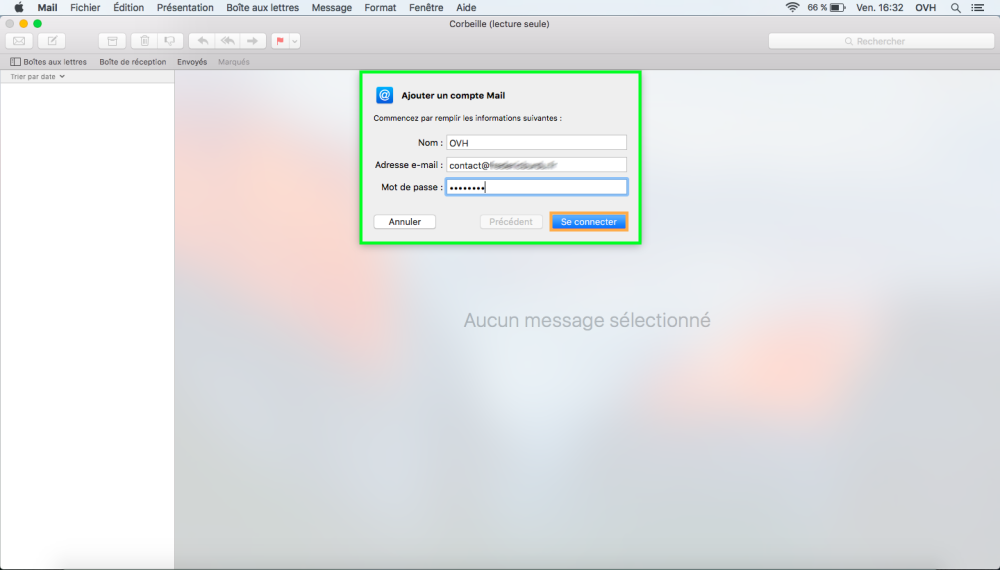 Mail Fichier Édition Présentation Boîte aux lettres Message Format Fenêtre Aide 66 % Ven. 16:32 OVH
Corbeille (lecture seule)
Rechercher
Boîtes aux lettres Boîte de réception Envoyés Marqués
Trier par date
@ Ajouter un compte Mail
Commencez par remplir les informations suivantes :
Nom : OVH
Adresse e-mail : contact@
Mot de passe : ••••••••
Annuler Précédent Se connecter
Aucun message sélectionné